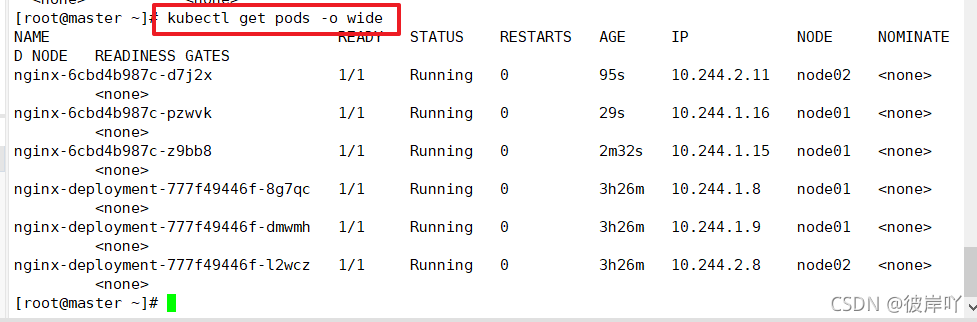 <none>          <none>
[root@master ~]# kubectl get pods -o wide
NAME                                READY   STATUS    RESTARTS   AGE     IP            NODE     NOMINATE
D NODE   READINESS GATES
nginx-6cbd4b987c-d7j2x              1/1     Running   0          95s     10.244.2.11   node02   <none>
         <none>
nginx-6cbd4b987c-pzwvk              1/1     Running   0          29s     10.244.1.16   node01   <none>
         <none>
nginx-6cbd4b987c-z9bb8              1/1     Running   0          2m32s   10.244.1.15   node01   <none>
         <none>
nginx-deployment-777f49446f-8g7qc   1/1     Running   0          3h26m   10.244.1.8    node01   <none>
         <none>
nginx-deployment-777f49446f-dmwmh   1/1     Running   0          3h26m   10.244.1.9    node01   <none>
         <none>
nginx-deployment-777f49446f-l2wcz   1/1     Running   0          3h26m   10.244.2.8    node02   <none>
         <none>
[root@master ~]#
CSDN @彼岸吖